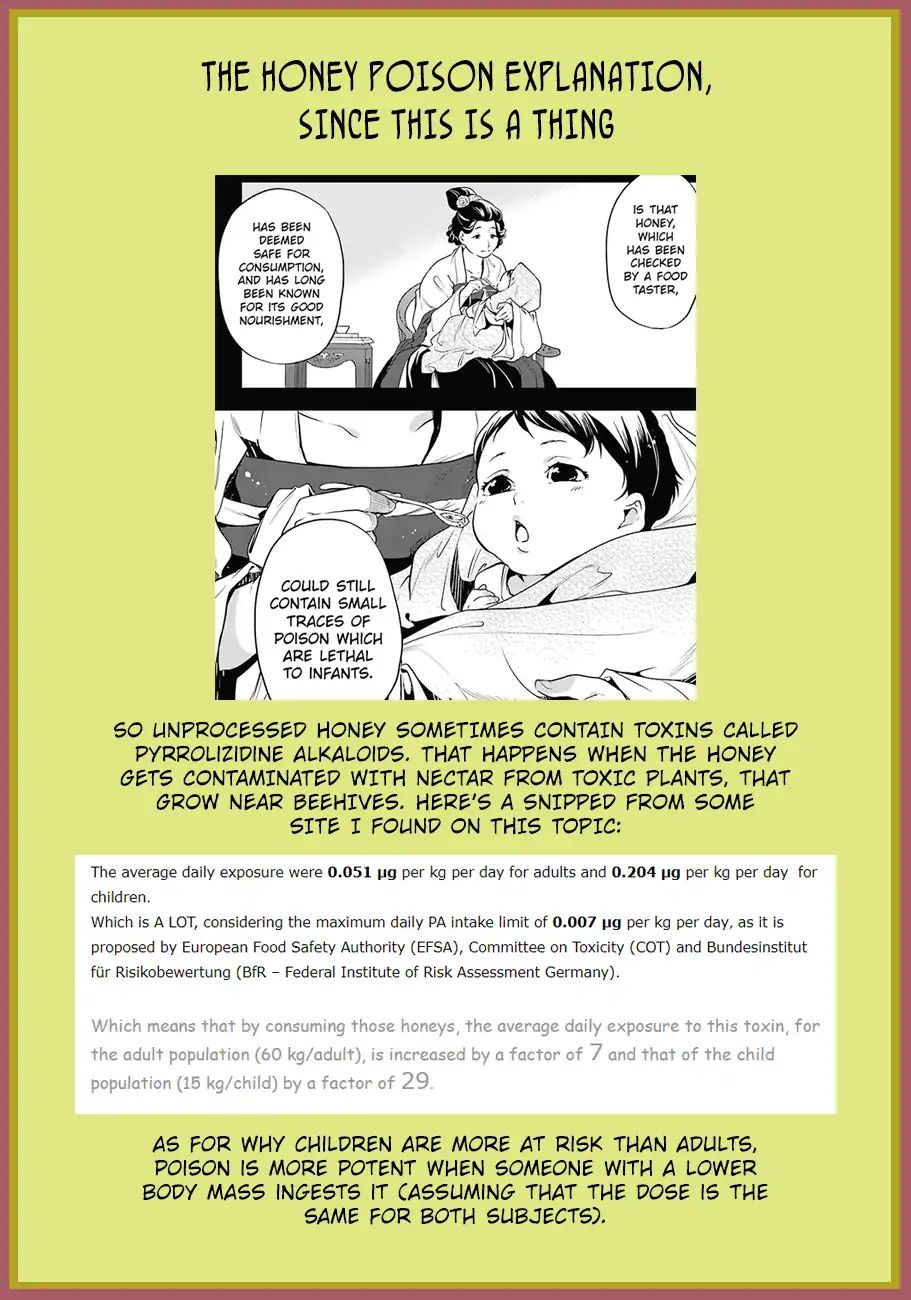 THE HONEY POISON EXPLANATION,
SINCE THIS IS A THING
IS THAT
HONEY,
WHICH
HAS BEEN
CHECKED
BY A FOOD
TASTER,
HAS BEEN
DEEMED
SAFE FOR
CONSUMPTION,
AND HAS LONG
BEEN KNOWN
FOR ITS GOOD
NOURISHMENT,
COULD STILL
CONTAIN SMALL
TRACES OF
POISON WHICH
ARE LETHAL
TO INFANTS.
SO UNPROCESSED HONEY SOMETIMES CONTAIN TOXINS CALLED
PYRROLIZIDINE ALKALOIDS. THAT HAPPENS WHEN THE HONEY
GETS CONTAMINATED WITH NECTAR FROM TOXIC PLANTS, THAT
GROW NEAR BEEHIVES. HERE'S A SNIPPED FROM SOME
SITE I FOUND ON THIS TOPIC:
The average daily exposure were 0.051 μg per kg per day for adults and 0.204 μg per kg per day for
children.
Which is A LOT, considering the maximum daily PA intake limit of 0.007 μg per kg per day, as it is
proposed by European Food Safety Authority (EFSA), Committee on Toxicity (COT) and Bundesinstitut
für Risikobewertung (BfR – Federal Institute of Risk Assessment Germany).
Which means that by consuming those honeys, the average daily exposure to this toxin, for
the adult population (60 kg/adult), is increased by a factor of 7 and that of the child
population (15 kg/child) by a factor of 29.
AS FOR WHY CHILDREN ARE MORE AT RISK THAN ADULTS,
POISON IS MORE POTENT WHEN SOMEONE WITH A LOWER
BODY MASS INGESTS IT (ASSUMING THAT THE DOSE IS THE
SAME FOR BOTH SUBJECTS).